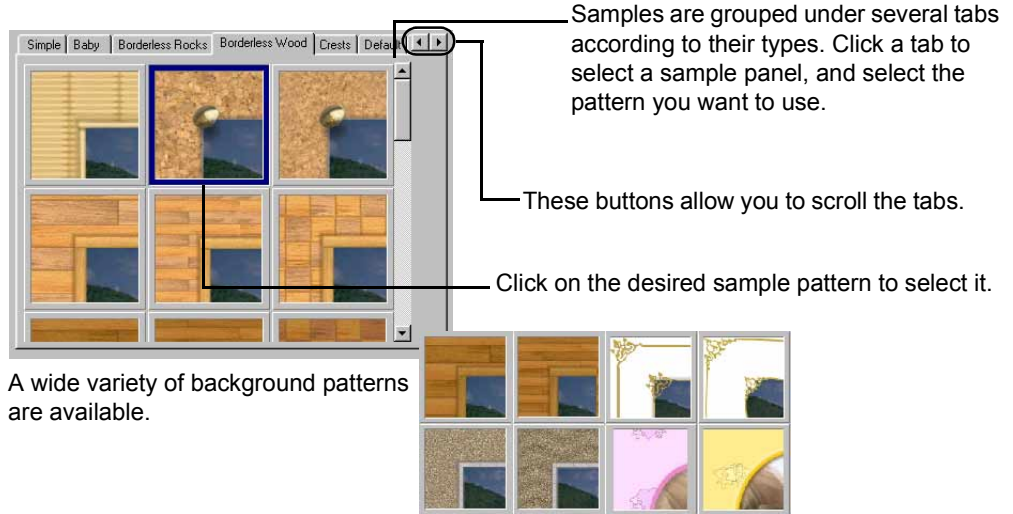 Samples are grouped under several tabs
according to their types. Click a tab to
select a sample panel, and select the
pattern you want to use.
Simple Baby Borderless Rocks Borderless Wood Crests Default
These buttons allow you to scroll the tabs.
Click on the desired sample pattern to select it.
A wide variety of background patterns
are available.